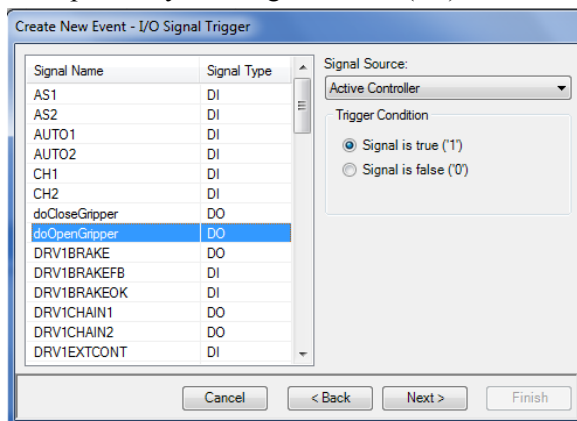 Create New Event - I/O Signal Trigger
Signal Name Signal Type
AS1 DI
AS2 DI
AUTO1 DI
AUTO2 DI
CH1 DI
CH2 DI
doCloseGripper DO
doOpenGripper DO
DRV1BRAKE DO
DRV1BRAKEFB DI
DRV1BRAKEOK DI
DRV1CHAIN1 DO
DRV1CHAIN2 DO
DRV1EXTCONT DI
Signal Source:
Active Controller
Trigger Condition
Signal is true ('1')
Signal is false ('0')
Cancel < Back Next > Finish